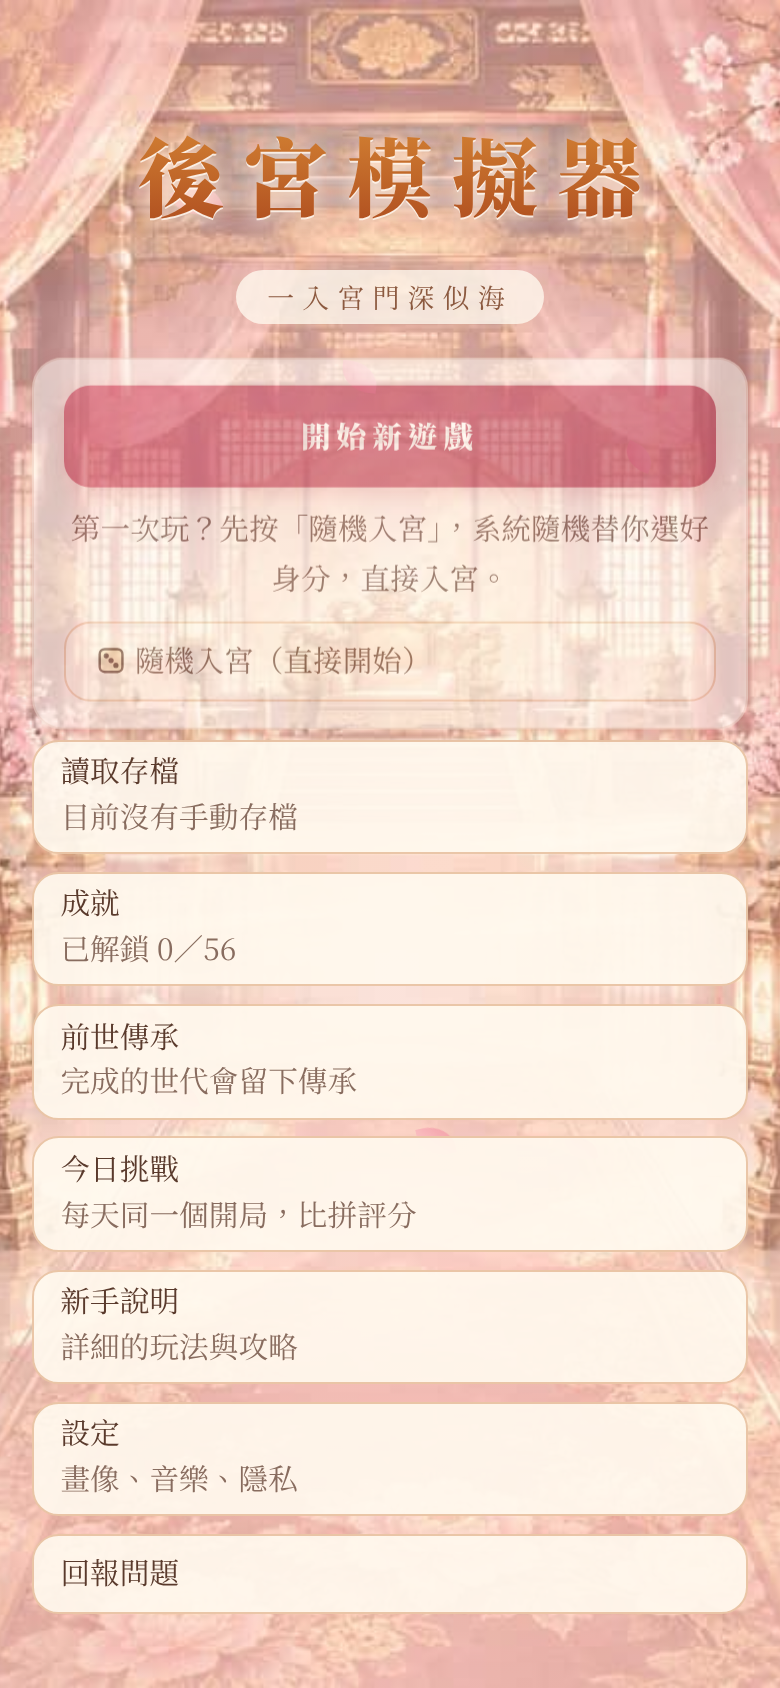 後宮模擬器
一入宮門深似海
開始新遊戲
第一次玩？先按「隨機入宮」，系統隨機替你選好
身分，直接入宮。
隨機入宮（直接開始）
讀取存檔
目前沒有手動存檔
成就
已解鎖 0／56
前世傳承
完成的世代會留下傳承
今日挑戰
每天同一個開局，比拼評分
新手說明
詳細的玩法與攻略
設定
畫像、音樂、隱私
回報問題